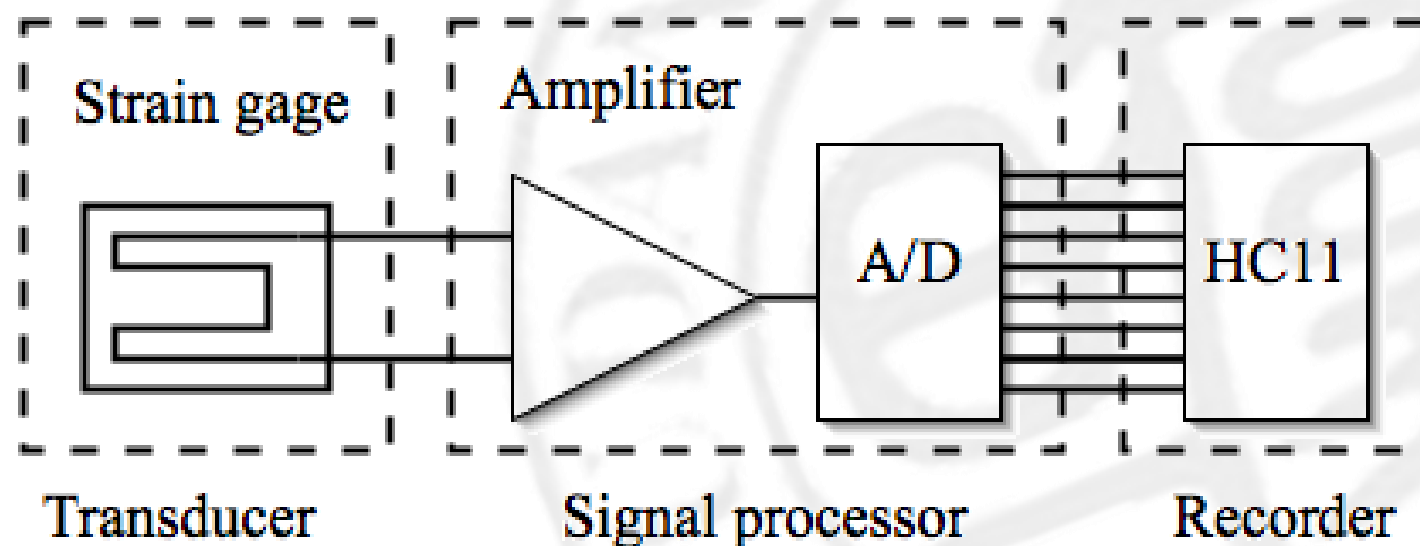 Strain gage
Amplifier
A/D
HC11
Transducer
Signal processor
Recorder